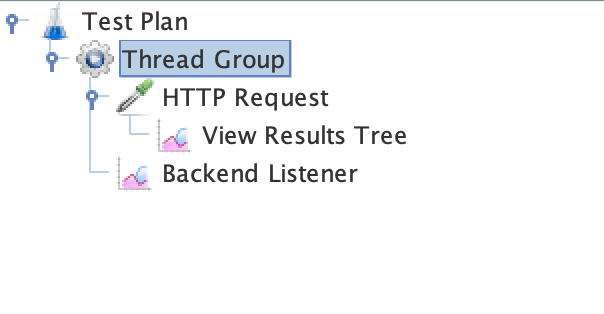 Test Plan
Thread Group
HTTP Request
View Results Tree
Backend Listener